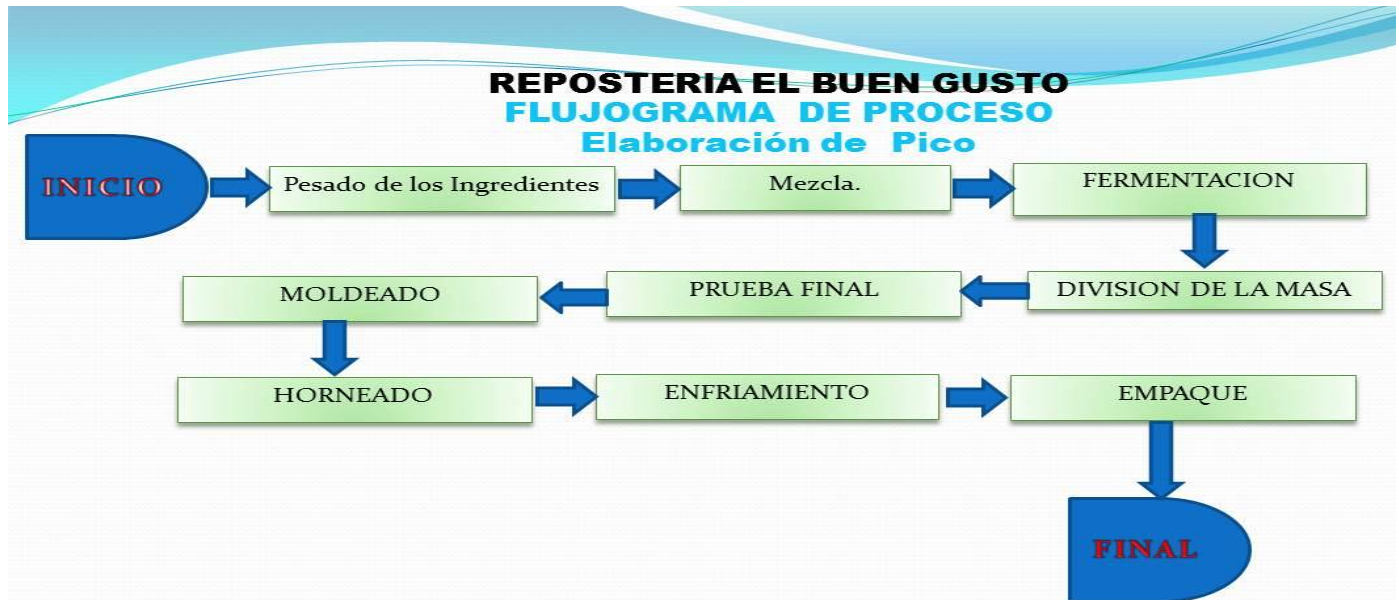 REPOSTERIA EL BUEN GUSTO
FLUJOGRAMA DE PROCESO
Elaboración de Pico
INICIO
Pesado de los Ingredientes
Mezcla.
FERMENTACION
DIVISION DE LA MASA
PRUEBA FINAL
MOLDEADO
HORNEADO
ENFRIAMIENTO
EMPAQUE
FINAL